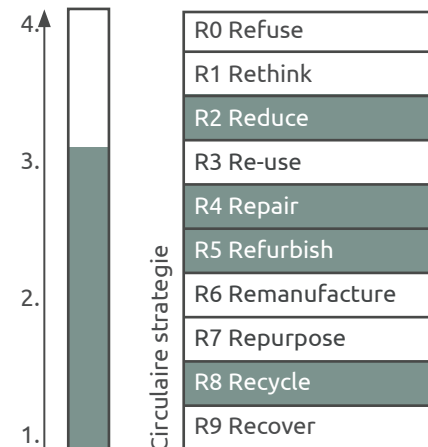 4.
3.
2.
1.
Circulaire strategie
R0 Refuse
R1 Rethink
R2 Reduce
R3 Re-use
R4 Repair
R5 Refurbish
R6 Remanufacture
R7 Repurpose
R8 Recycle
R9 Recover